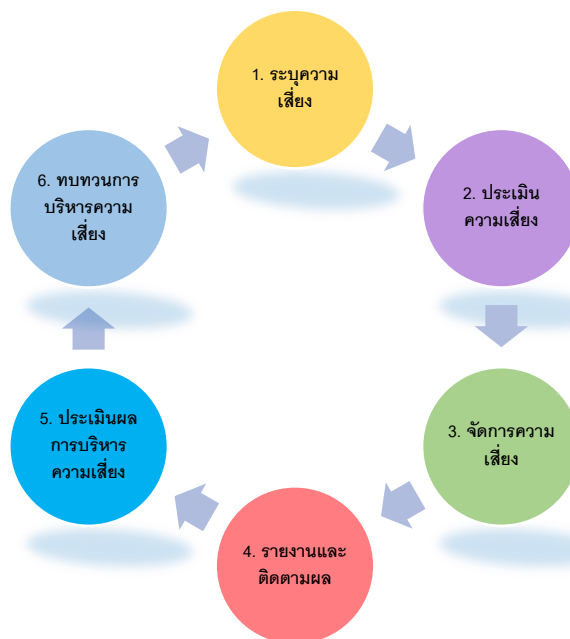 1. ระบุความ
เสี่ยง
2. ประเมิน
ความเสี่ยง
3. จัดการความ
เสี่ยง
4. รายงานและ
ติดตามผล
5. ประเมินผล
การบริหาร
ความเสี่ยง
6. ทบทวนการ
บริหารความ
เสี่ยง